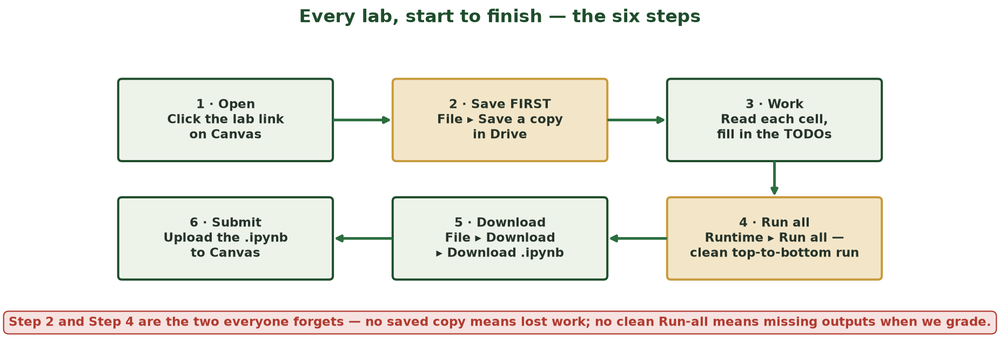 Every lab, start to finish — the six steps
1 · Open
Click the lab link
on Canvas
2 · Save FIRST
File ▸ Save a copy
in Drive
3 · Work
Read each cell,
fill in the TODOs
4 · Run all
Runtime ▸ Run all —
clean top-to-bottom run
5 · Download
File ▸ Download
▸ Download .ipynb
6 · Submit
Upload the .ipynb
to Canvas
Step 2 and Step 4 are the two everyone forgets — no saved copy means lost work; no clean Run-all means missing outputs when we grade.